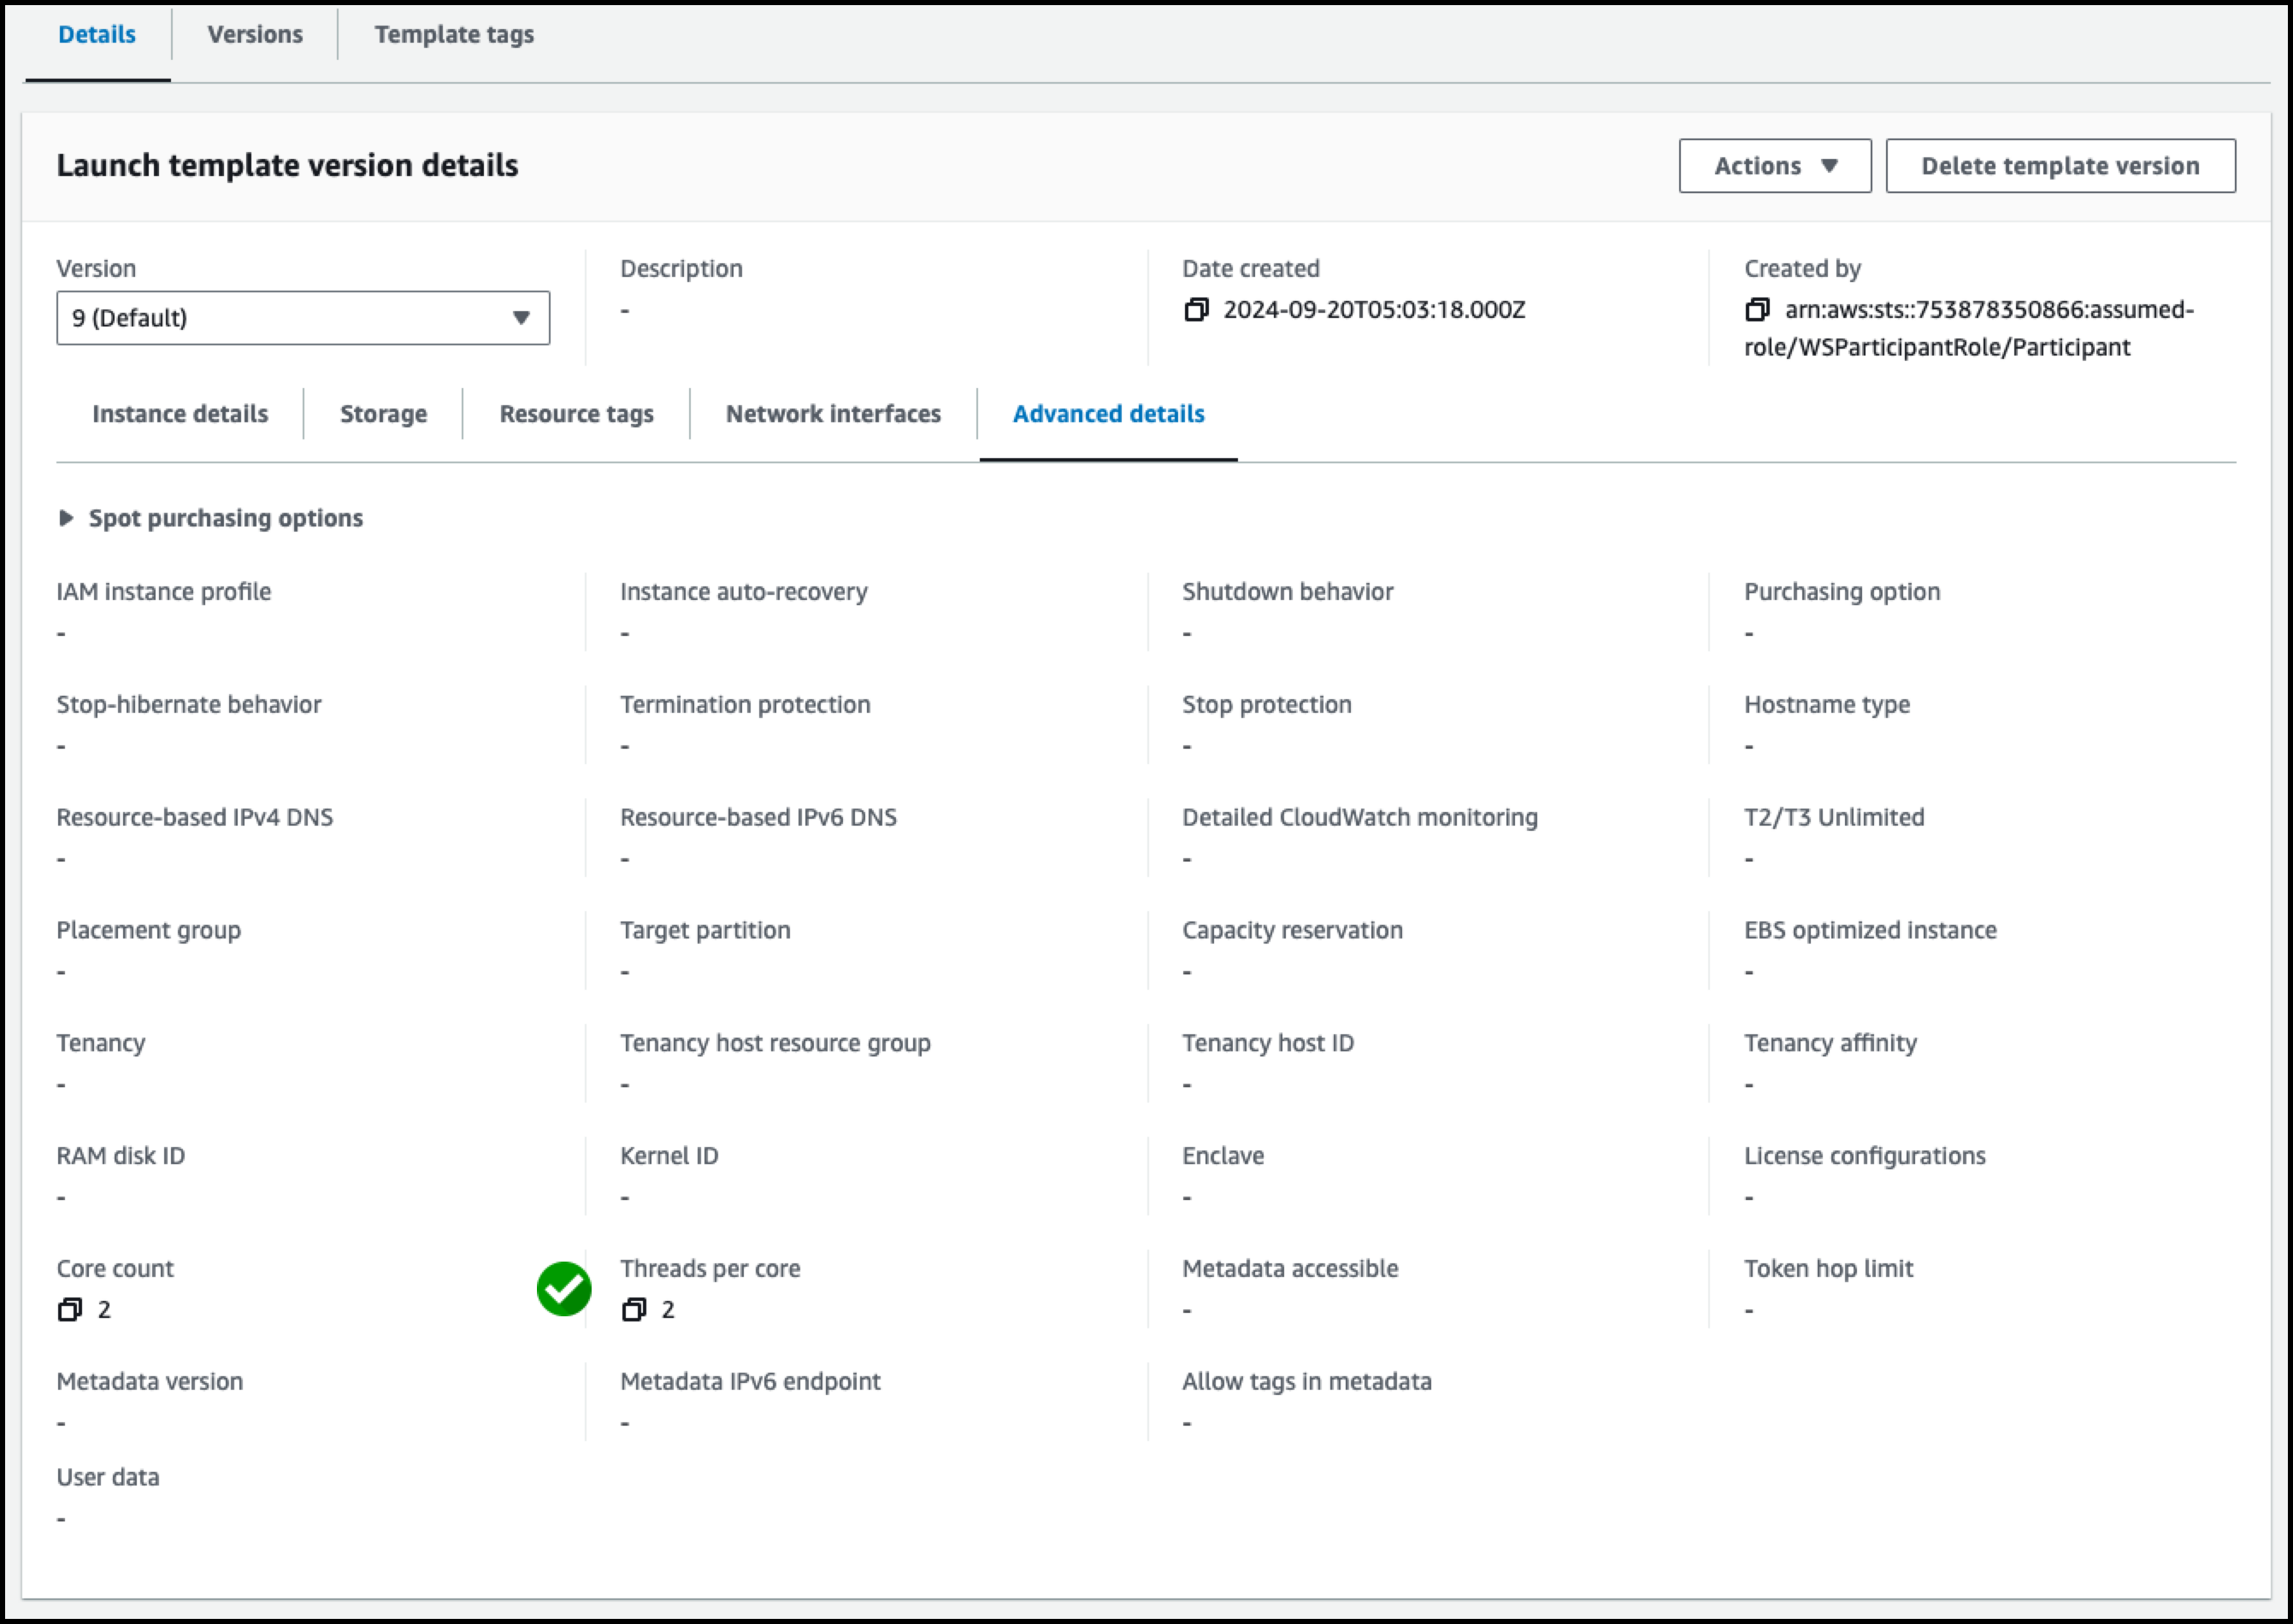 Details
Versions
Template tags
Launch template version details
Actions
Delete template version
Version
Description
Date created
Created by
9 (Default)
-
2024-09-20T05:03:18.000Z
arn:aws:sts::753878350866:assumed-
role/WSParticipantRole/Participant
Instance details
Storage
Resource tags
Network interfaces
Advanced details
Spot purchasing options
IAM instance profile
-
Instance auto-recovery
-
Shutdown behavior
-
Purchasing option
-
Stop-hibernate behavior
-
Termination protection
-
Stop protection
-
Hostname type
-
Resource-based IPv4 DNS
-
Resource-based IPv6 DNS
-
Detailed CloudWatch monitoring
-
T2/T3 Unlimited
-
Placement group
-
Target partition
-
Capacity reservation
-
EBS optimized instance
-
Tenancy
-
Tenancy host resource group
-
Tenancy host ID
-
Tenancy affinity
-
RAM disk ID
-
Kernel ID
-
Enclave
-
License configurations
-
Core count
2
Threads per core
2
Metadata accessible
-
Token hop limit
-
Metadata version
-
Metadata IPv6 endpoint
-
Allow tags in metadata
-
User data
-